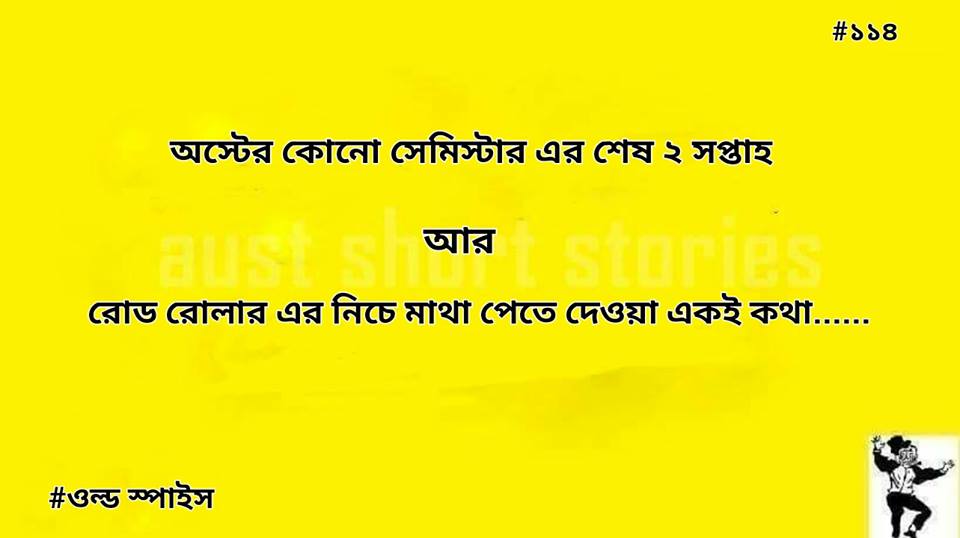 #১১৪
অস্টের কোনো সেমিস্টার এর শেষ ২ সপ্তাহ
আর
aust short stories
রোড রোলার এর নিচে মাথা পেতে দেওয়া একই কথা......
#ওল্ড স্পাইস